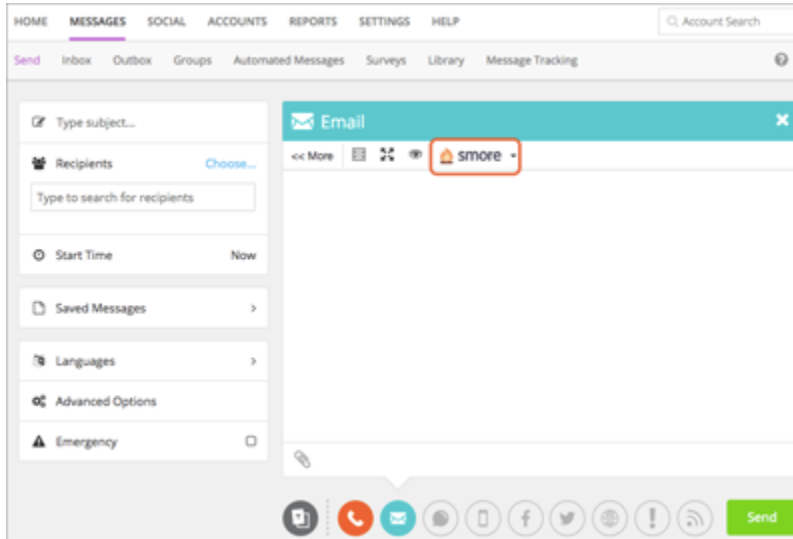 HOME MESSAGES SOCIAL ACCOUNTS REPORTS SETTINGS HELP Account Search
Send Inbox Outbox Groups Automated Messages Surveys Library Message Tracking
Type subject...
Recipients Choose...
Type to search for recipients
Start Time Now
Saved Messages
Languages
Advanced Options
Emergency
Email
<< More smore
Send